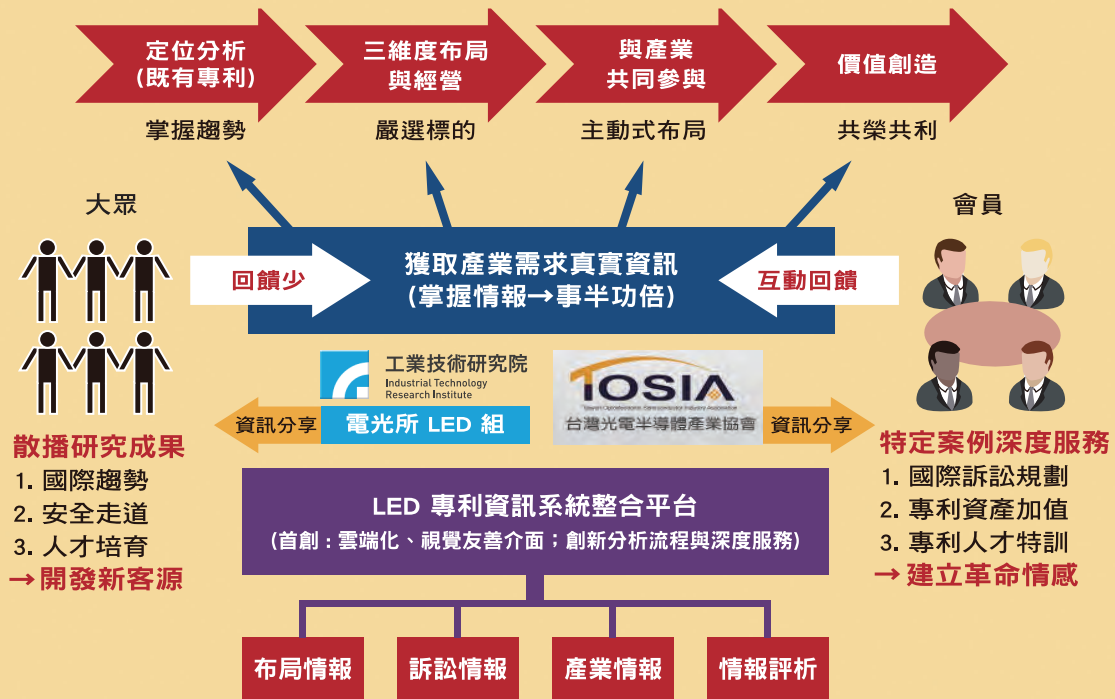 定位分析
(既有專利)
三維度布局
與經營
與產業
共同參與
價值創造
掌握趨勢
嚴選標的
主動式布局
共榮共利
大眾
會員
回饋少
獲取產業需求真實資訊
(掌握情報→事半功倍)
互動回饋
工業技術研究院
Industrial Technology
Research Institute
電光所 LED 組
TOSIA
Taiwan Optoelectronic Semiconductor Industry Association
台灣光電半導體產業協會
資訊分享
資訊分享
散播研究成果
1. 國際趨勢
2. 安全走道
3. 人才培育
→開發新客源
特定案例深度服務
1. 國際訴訟規劃
2. 專利資產加值
3. 專利人才特訓
→建立革命情感
LED 專利資訊系統整合平台
(首創：雲端化、視覺友善介面；創新分析流程與深度服務)
布局情報
訴訟情報
產業情報
情報評析